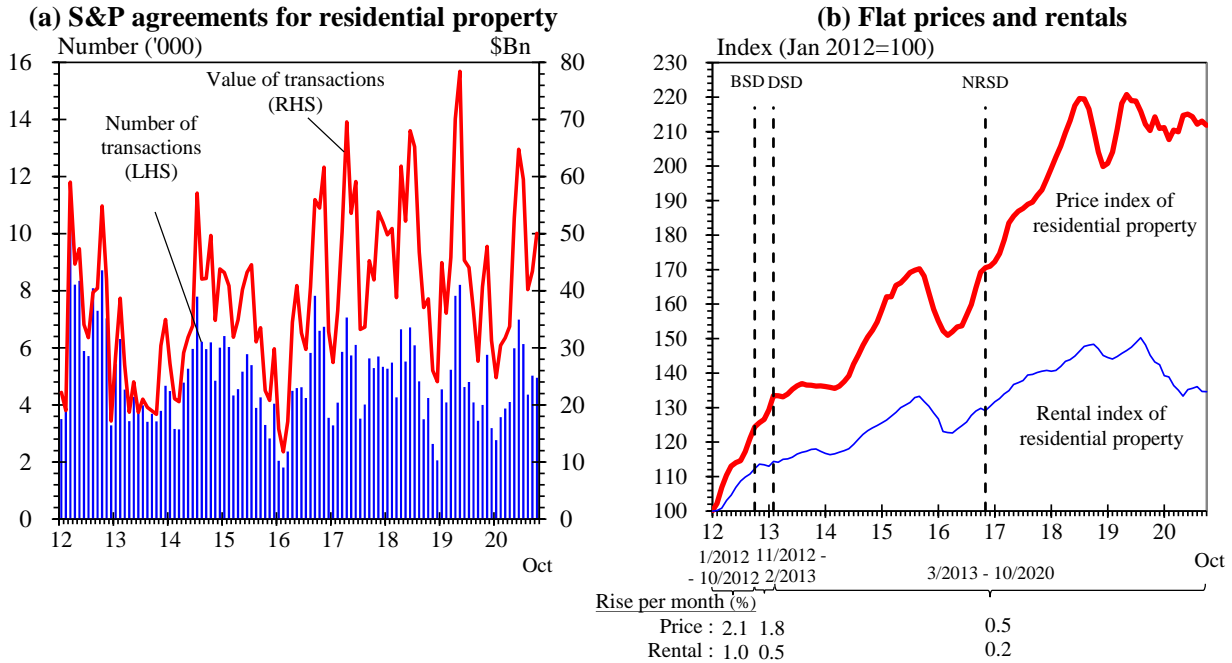 (a) S&P agreements for residential property
Number ('000)
$Bn
16
14
12
10
8
6
4
2
0
80
70
60
50
40
30
20
10
0
Value of transactions
(RHS)
Number of
transactions
(LHS)
12 13 14 15 16 17 18 19 20
Oct
(b) Flat prices and rentals
Index (Jan 2012=100)
230
220
210
200
190
180
170
160
150
140
130
120
110
100
BSD DSD
NRSD
Price index of
residential property
Rental index of
residential property
12 13 14 15 16 17 18 19 20
Oct
1/2012
- 10/2012
11/2012 -
2/2013
3/2013 - 10/2020
Rise per month (%)
Price : 2.1 1.8 0.5
Rental : 1.0 0.5 0.2